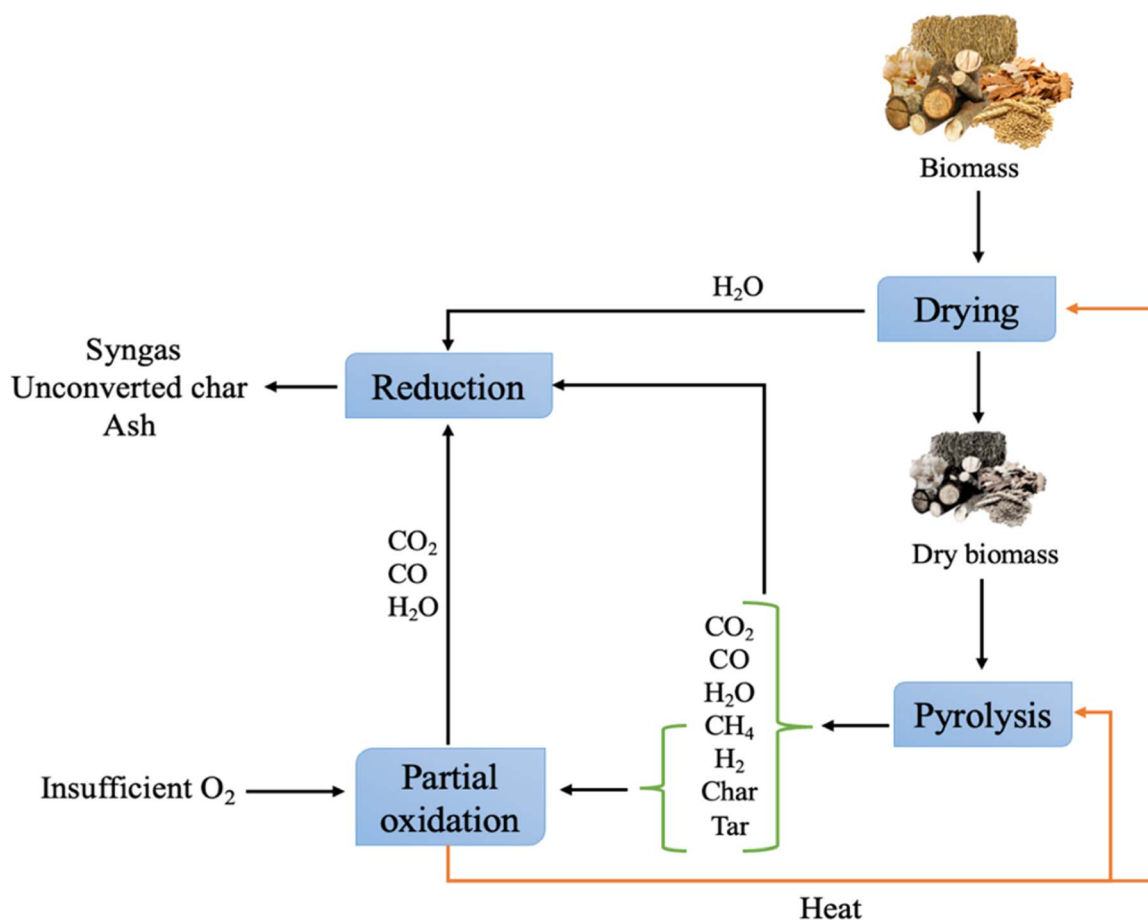 Biomass
H₂O
Drying
Syngas
Unconverted char
Ash
Reduction
CO₂
CO
H₂O
Dry biomass
CO₂
CO
H₂O
CH₄
H₂
Char
Tar
Pyrolysis
Insufficient O₂
Partial
oxidation
Heat